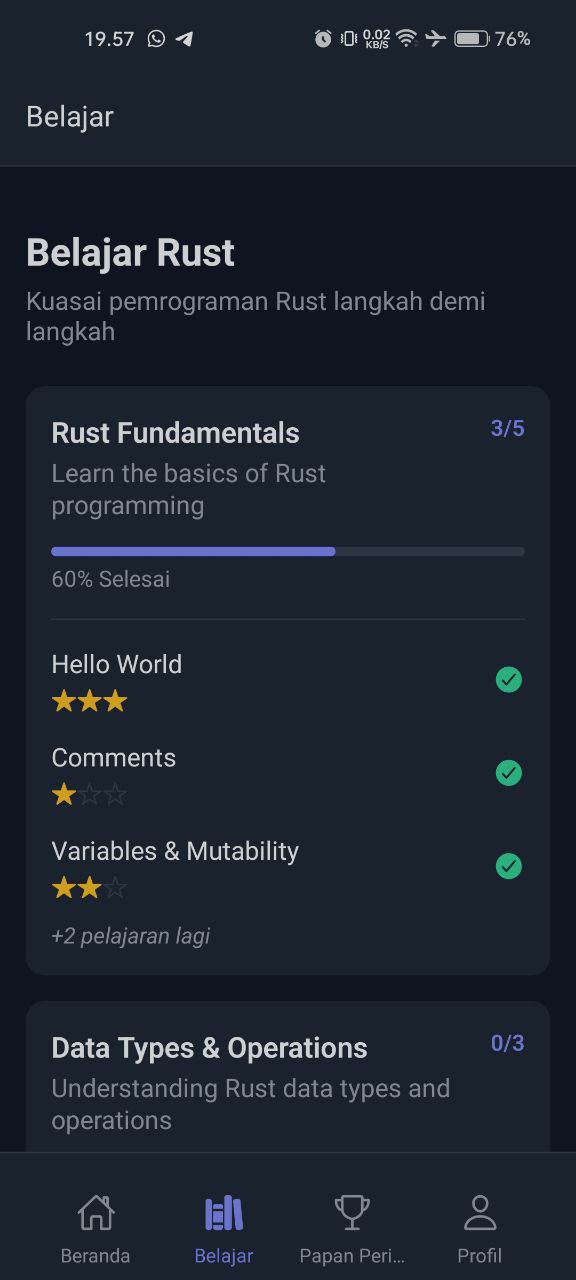 19.57
0.02
KB/S
76%
Belajar
Belajar Rust
Kuasai pemrograman Rust langkah demi
langkah
Rust Fundamentals
3/5
Learn the basics of Rust
programming
60% Selesai
Hello World
Comments
Variables & Mutability
+2 pelajaran lagi
Data Types & Operations
0/3
Understanding Rust data types and
operations
Beranda
Belajar
Papan Peri...
Profil